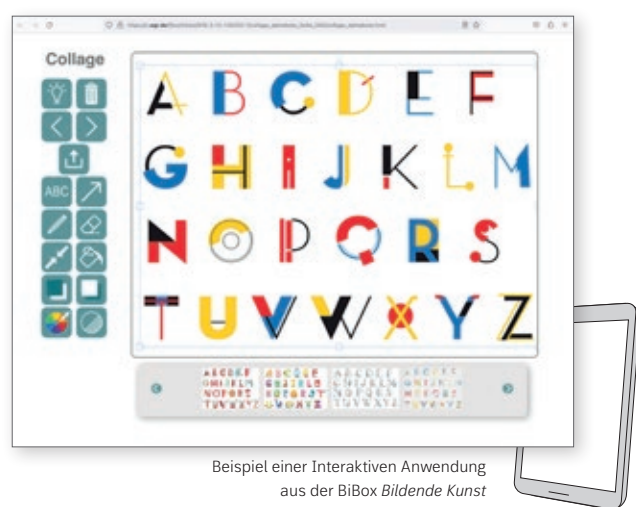 Collage
ABC
A B C D E F
G H I J K L M
N O P Q R S
T U V W X Y Z
Beispiel einer Interaktiven Anwendung
aus der BiBox Bildende Kunst